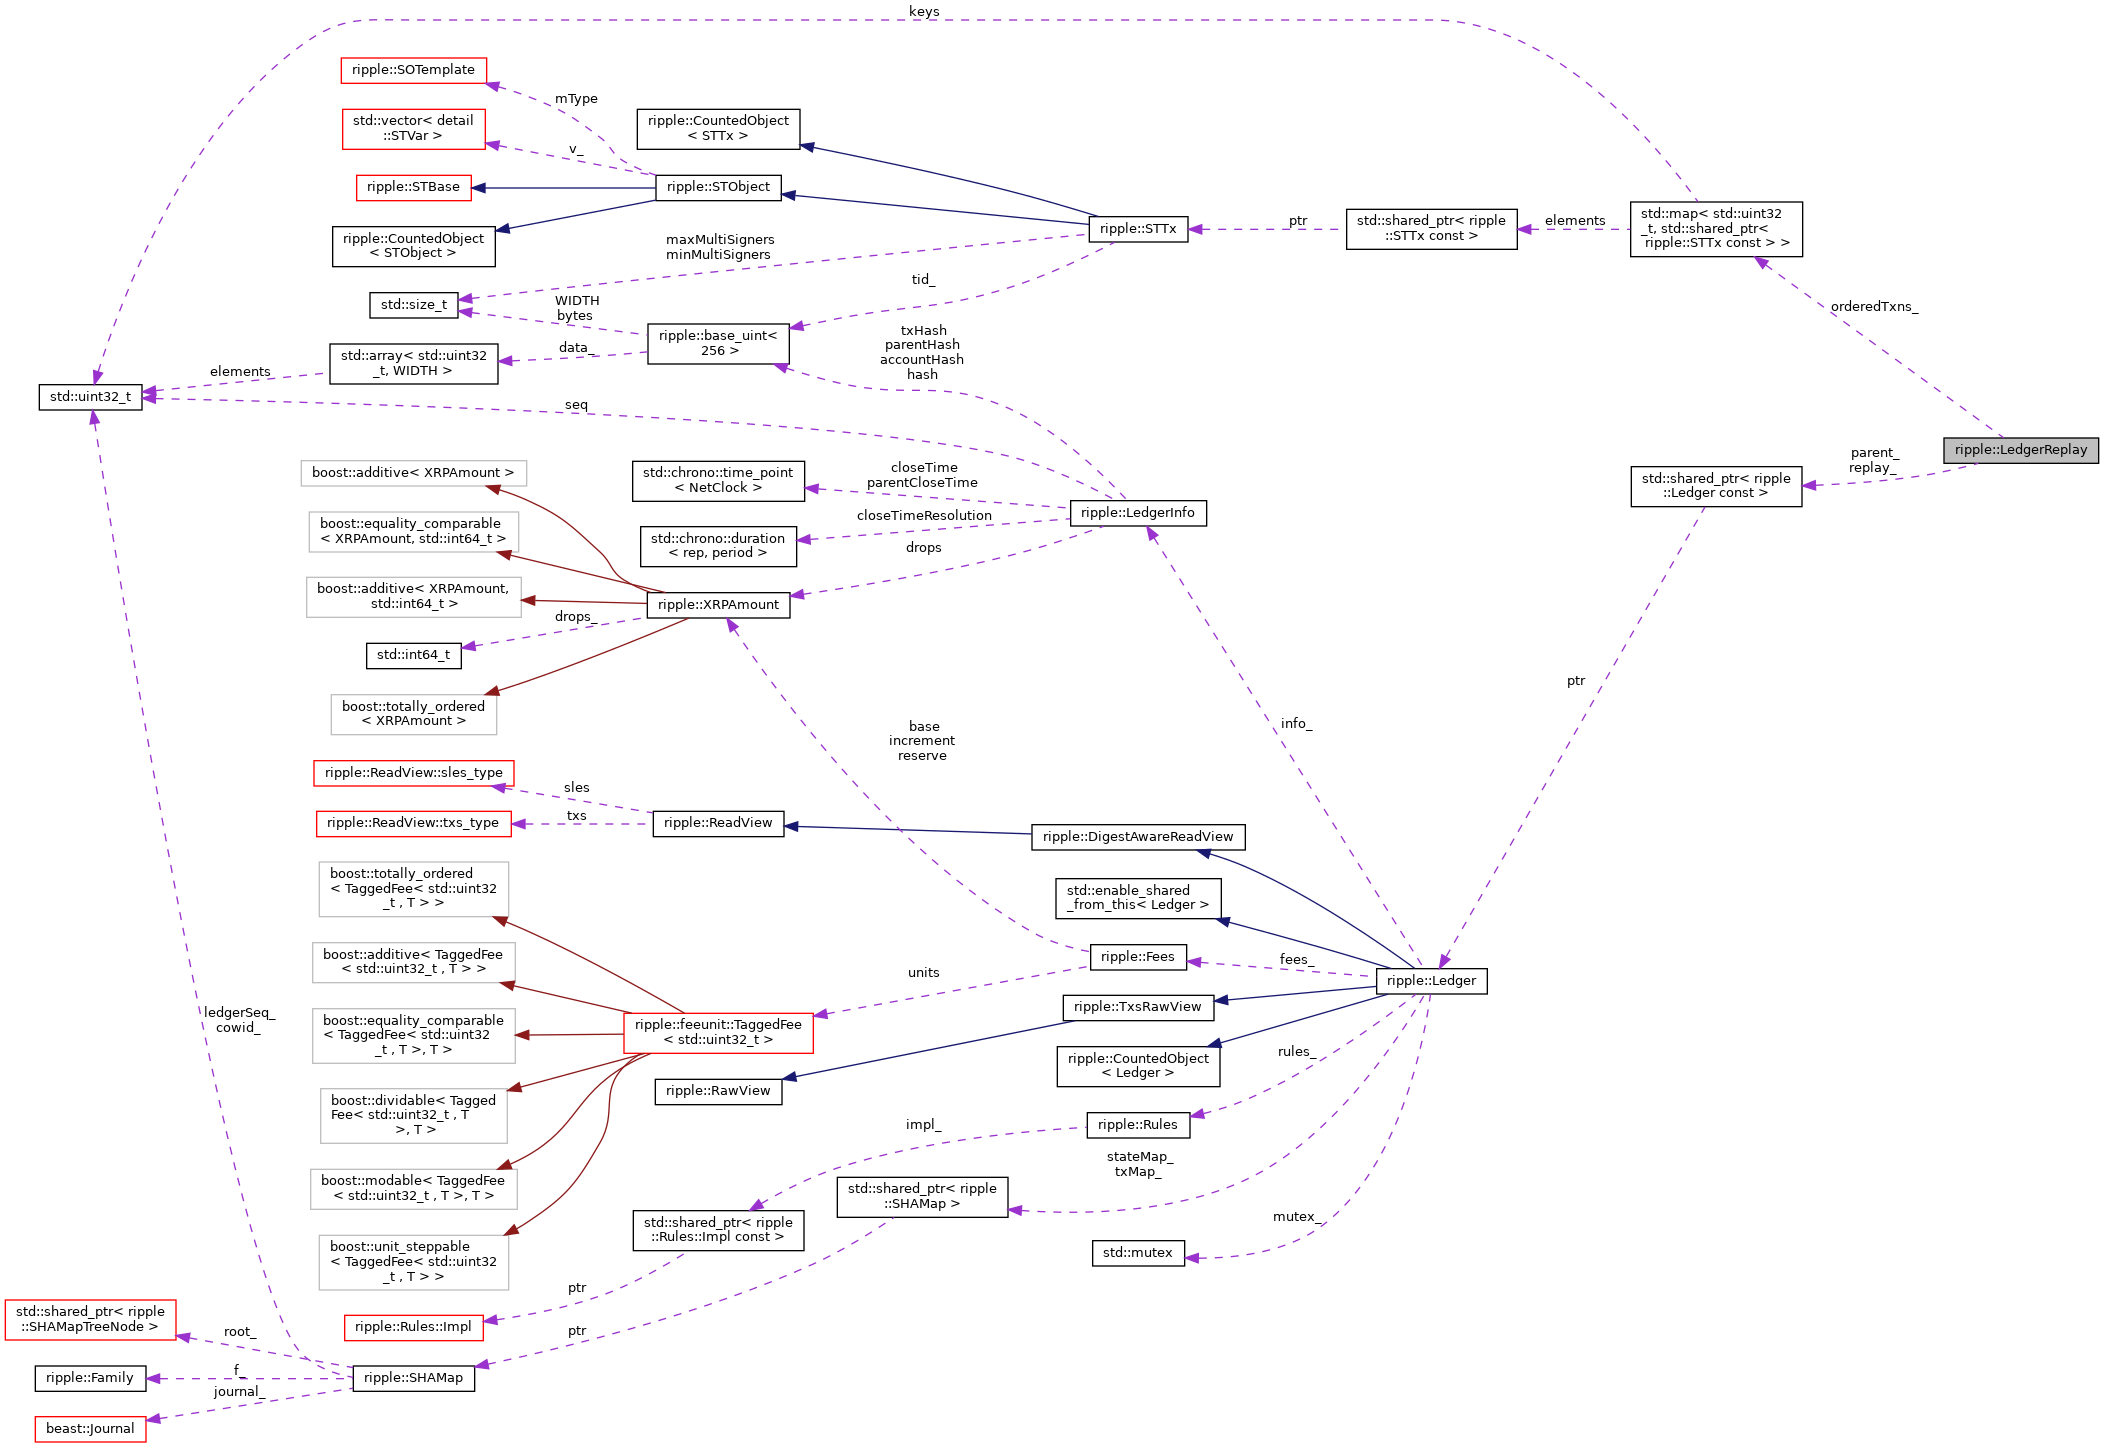 keys
ripple::SOTemplate
mType
std::vector< detail
::STVar >
v_
ripple::CountedObject
< STTx >
ripple::STBase
ripple::STObject
ripple::CountedObject
< STObject >
ripple::STTx
ptr
std::shared_ptr< ripple
::STTx const >
elements
std::map< std::uint32
_t, std::shared_ptr<
ripple::STTx const > >
maxMultiSigners
minMultiSigners
tid_
std::size_t
WIDTH
bytes
orderedTxns_
ripple::base_uint<
256 >
txHash
parentHash
accountHash
hash
std::array< std::uint32
_t, WIDTH >
data_
elements
std::uint32_t
seq
ripple::LedgerReplay
parent_
replay_
std::shared_ptr< ripple
::Ledger const >
boost::additive< XRPAmount >
std::chrono::time_point
< NetClock >
closeTime
parentCloseTime
ripple::LedgerInfo
boost::equality_comparable
< XRPAmount, std::int64_t >
std::chrono::duration
< rep, period >
closeTimeResolution
drops
boost::additive< XRPAmount,
std::int64_t >
ripple::XRPAmount
drops_
std::int64_t
boost::totally_ordered
< XRPAmount >
ptr
info_
base
increment
reserve
ripple::ReadView::sles_type
sles
ripple::ReadView::txs_type
txs
ripple::ReadView
ripple::DigestAwareReadView
boost::totally_ordered
< TaggedFee< std::uint32
_t , T > >
std::enable_shared
_from_this< Ledger >
boost::additive< TaggedFee
< std::uint32_t , T > >
ripple::Fees
fees_
units
ripple::Ledger
ledgerSeq_
cowid_
boost::equality_comparable
< TaggedFee< std::uint32
_t , T >, T >
ripple::feeunit::TaggedFee
< std::uint32_t >
ripple::TxsRawView
ripple::CountedObject
< Ledger >
rules_
boost::dividable< Tagged
Fee< std::uint32_t , T
>, T >
ripple::RawView
impl_
ripple::Rules
stateMap_
txMap_
boost::modable< TaggedFee
< std::uint32_t , T >, T >
std::shared_ptr< ripple
::SHAMap >
std::shared_ptr< ripple
::Rules::Impl const >
mutex_
boost::unit_steppable
< TaggedFee< std::uint32
_t , T > >
std::mutex
ptr
std::shared_ptr< ripple
::SHAMapTreeNode >
root_
ripple::Rules::Impl
ptr
ripple::Family
f_
ripple::SHAMap
journal_
beast::Journal